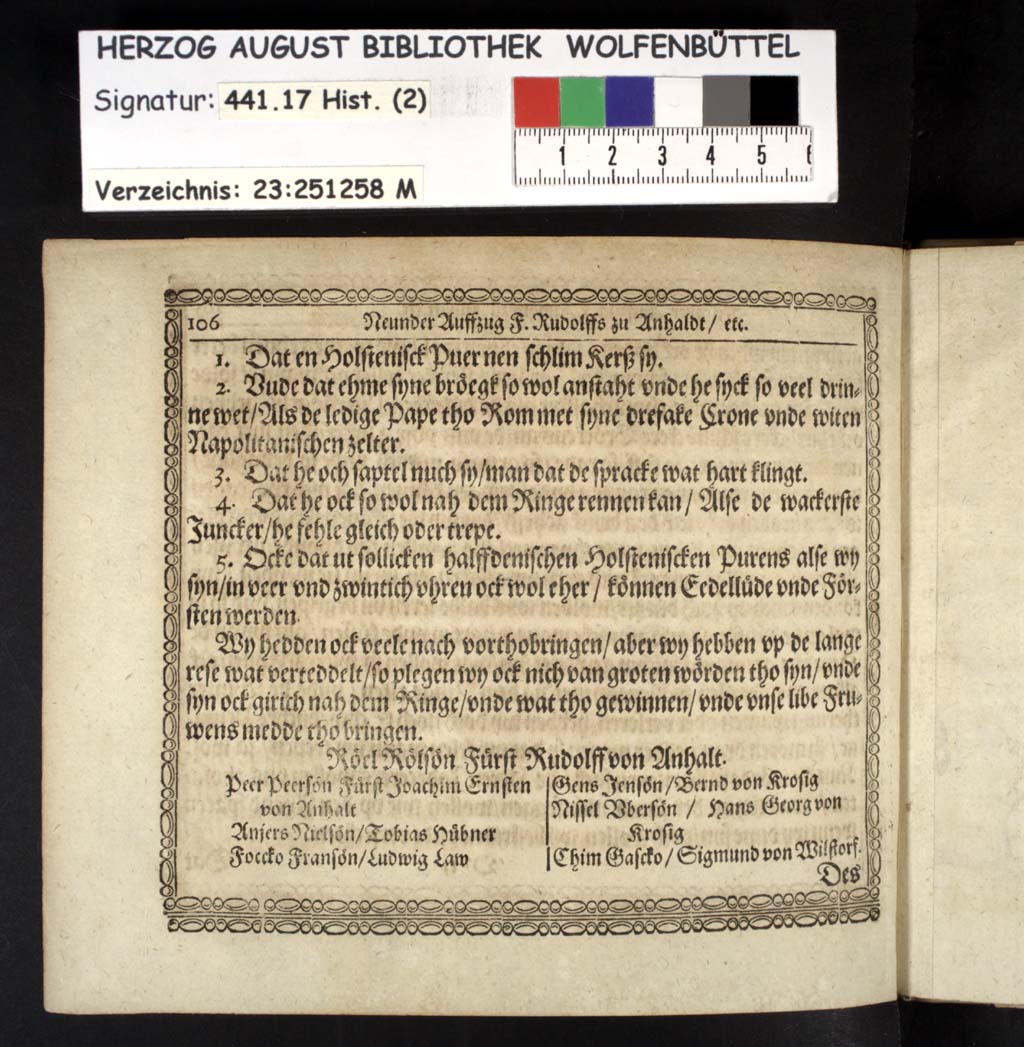 HERZOG AUGUST BIBLIOTHEK WOLFENBÜTTEL
Signatur: 441.17 Hist. (2)
1 2 3 4 5 6
Verzeichnis: 23:251258 M
106 Neunder Auffzug F. Rudolffs zu Anhaldt/ etc.
1. Dat en Holstenisck Puer nen schlim Kerß sy.
2. Vnde dat ehme syne bröegk so wol anstaht vnde he syck so veel drin-
ne wet/Als de ledige Pape tho Rom met syne drefake Crone vnde witen
Napolitanischen zelter.
3. Dat he och saptel nuch sy/man dat de spracke wat hart klingt.
4. Dat he ock so wol nah dem Ringe rennen kan/ Alse de wackerste
Juncker/he fehle gleich oder trepe.
5. Ocke dat ut sollicken halffdenischen Holstenischen Purens alse wy
syn/in veer vnd zwintich vhren ock wol eher/ können Eedellüde vnde För-
sten werden.
Wy hedden ock veele nach vorthobringen/aber wy hebben vp de lange
rese wat verteddelt/so plegen wy ock nich van groten wörden tho syn/vnde
syn ock girich nah dem Ringe/vnde wat tho gewinnen/vnde vnse libe Fru-
wens medde tho bringen.
Röel Rölsön Fürst Rudolff von Anhalt.
Peer Peersön Fürst Joachim Ernsten
von Anhalt
Anjers Nielsön/Tobias Hübner
Focko Fransön/Ludwig Law
Gens Jensön/Bernd von Krosig
Nissel Vbersön/ Hans Georg von
Krosig
Chim Gascko/Sigmund von Wilstorf.
Des